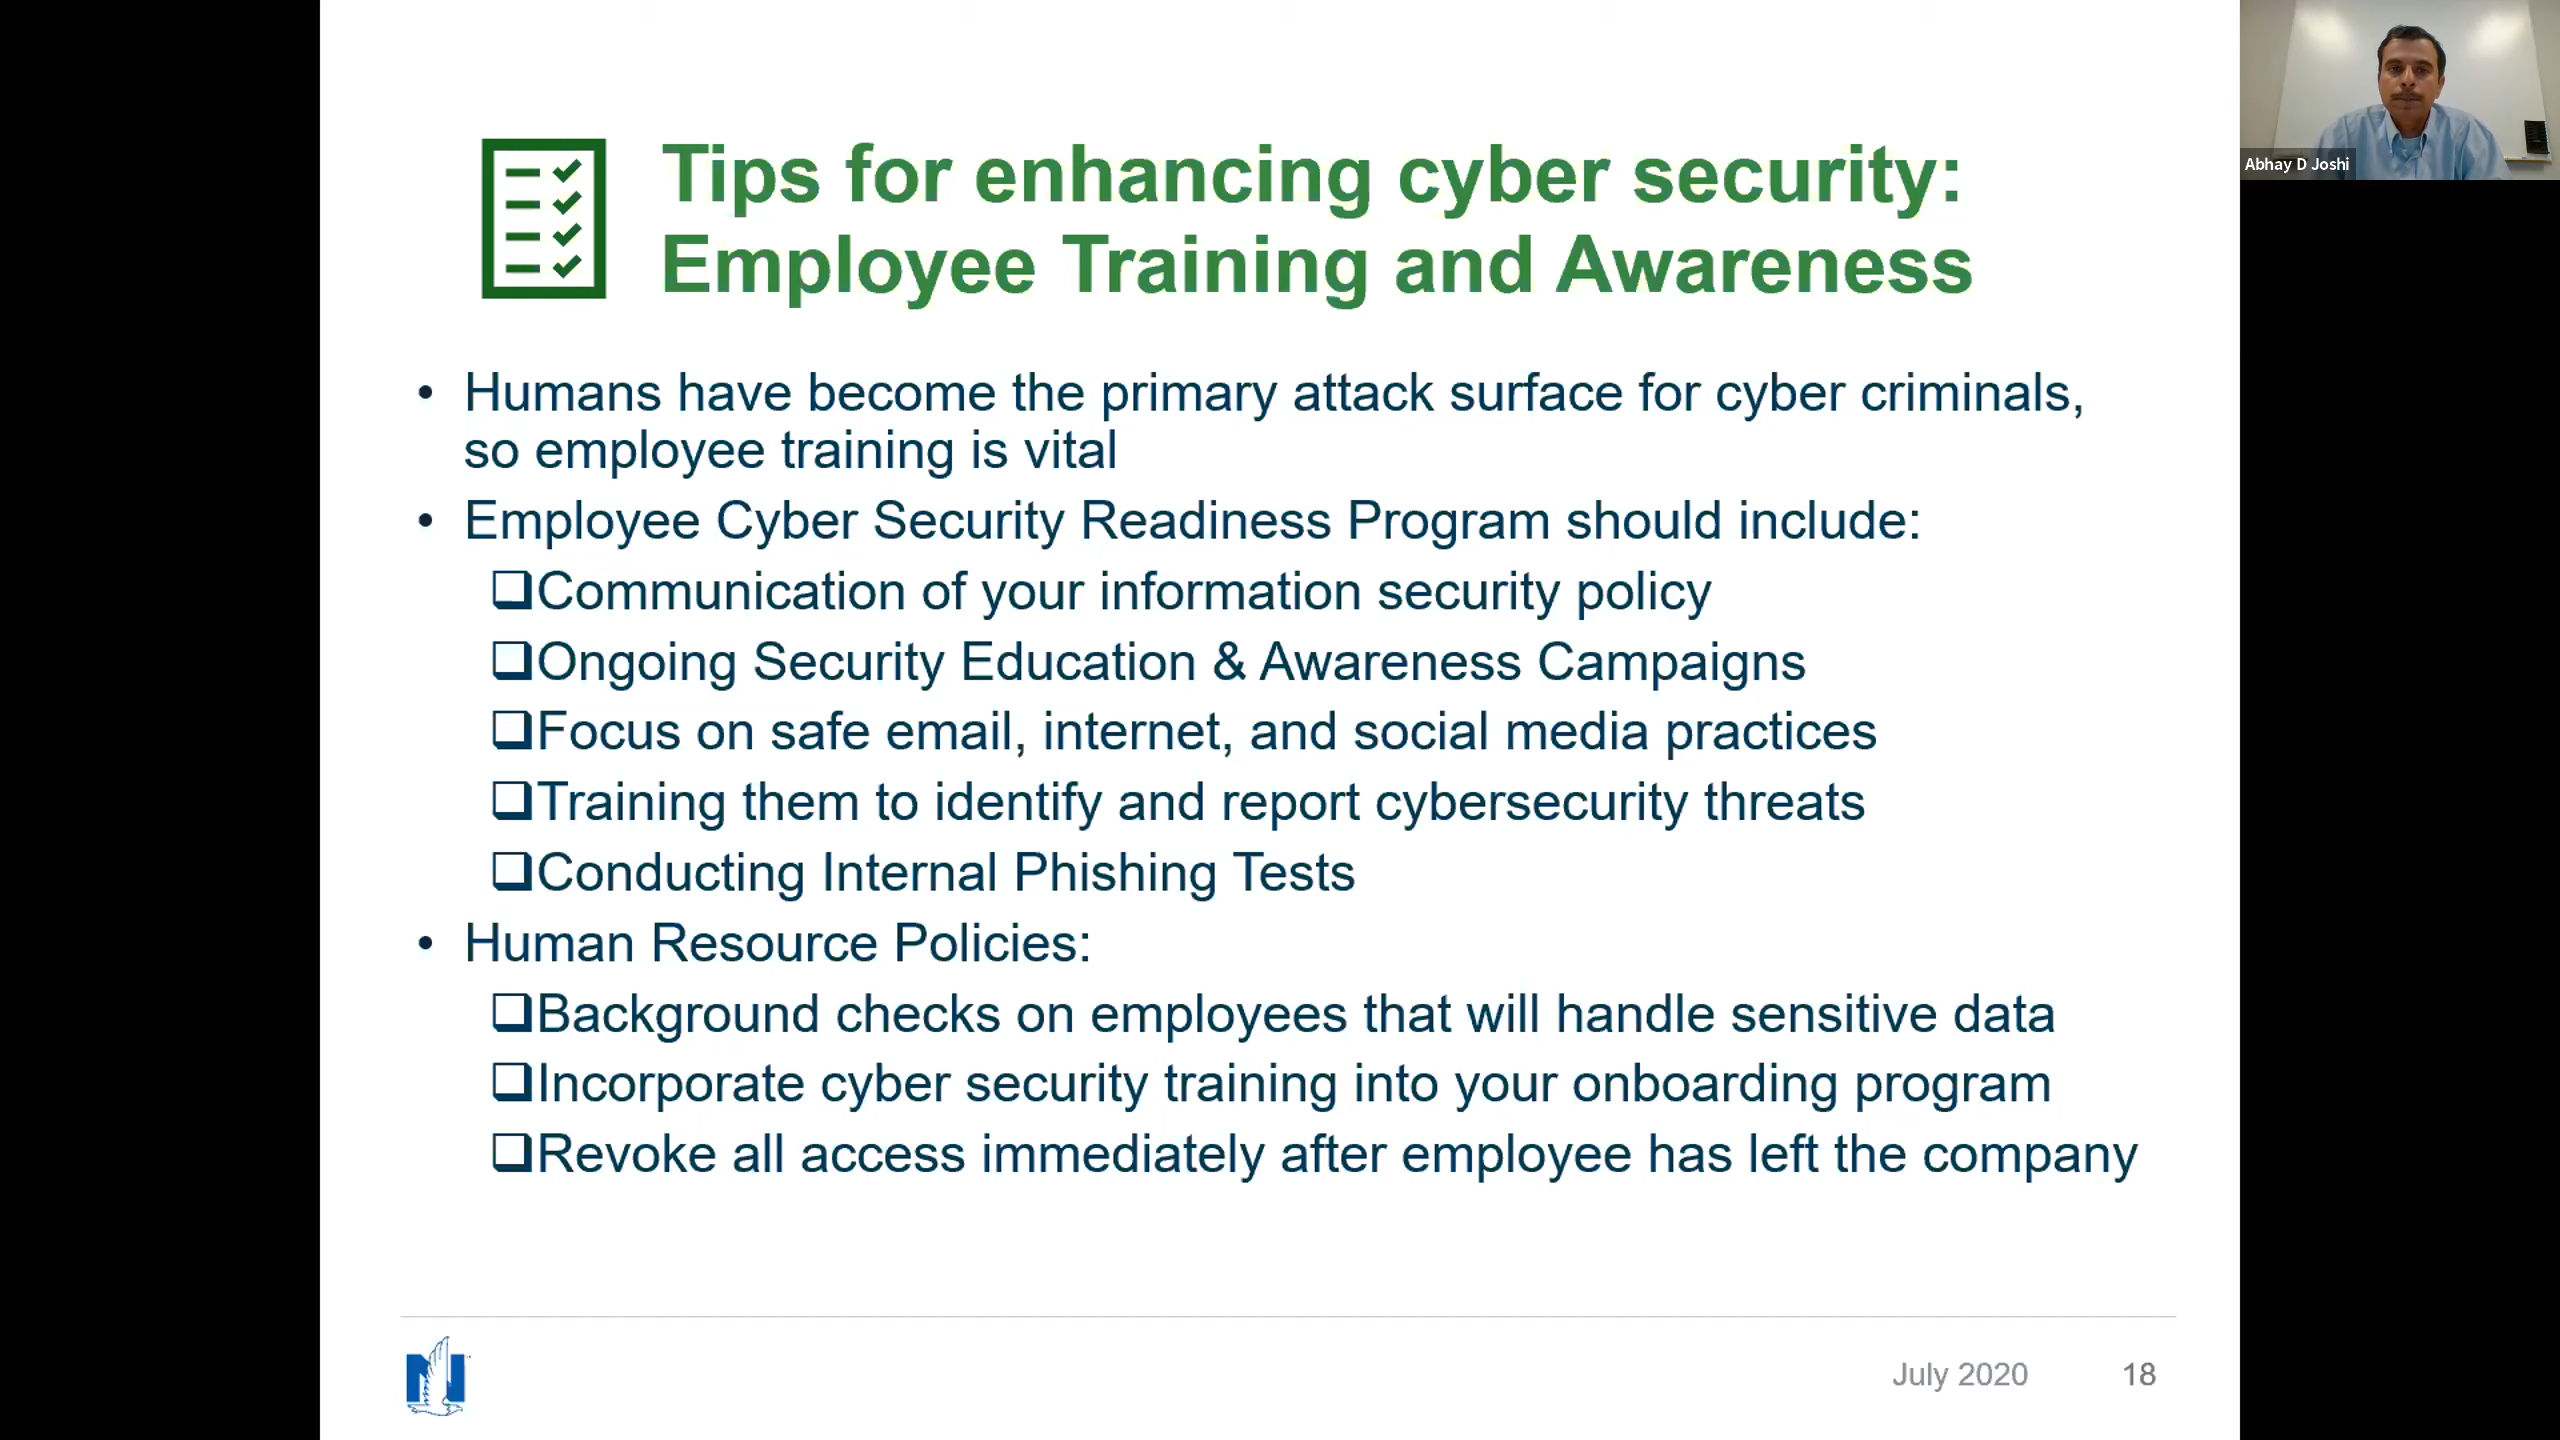 Tips for enhancing cyber security:
Employee Training and Awareness
• Humans have become the primary attack surface for cyber criminals,
so employee training is vital
• Employee Cyber Security Readiness Program should include:
❑Communication of your information security policy
❑Ongoing Security Education & Awareness Campaigns
❑Focus on safe email, internet, and social media practices
❑Training them to identify and report cybersecurity threats
❑Conducting Internal Phishing Tests
• Human Resource Policies:
❑Background checks on employees that will handle sensitive data
❑Incorporate cyber security training into your onboarding program
❑Revoke all access immediately after employee has left the company
N
July 2020
18
Abhay D Joshi